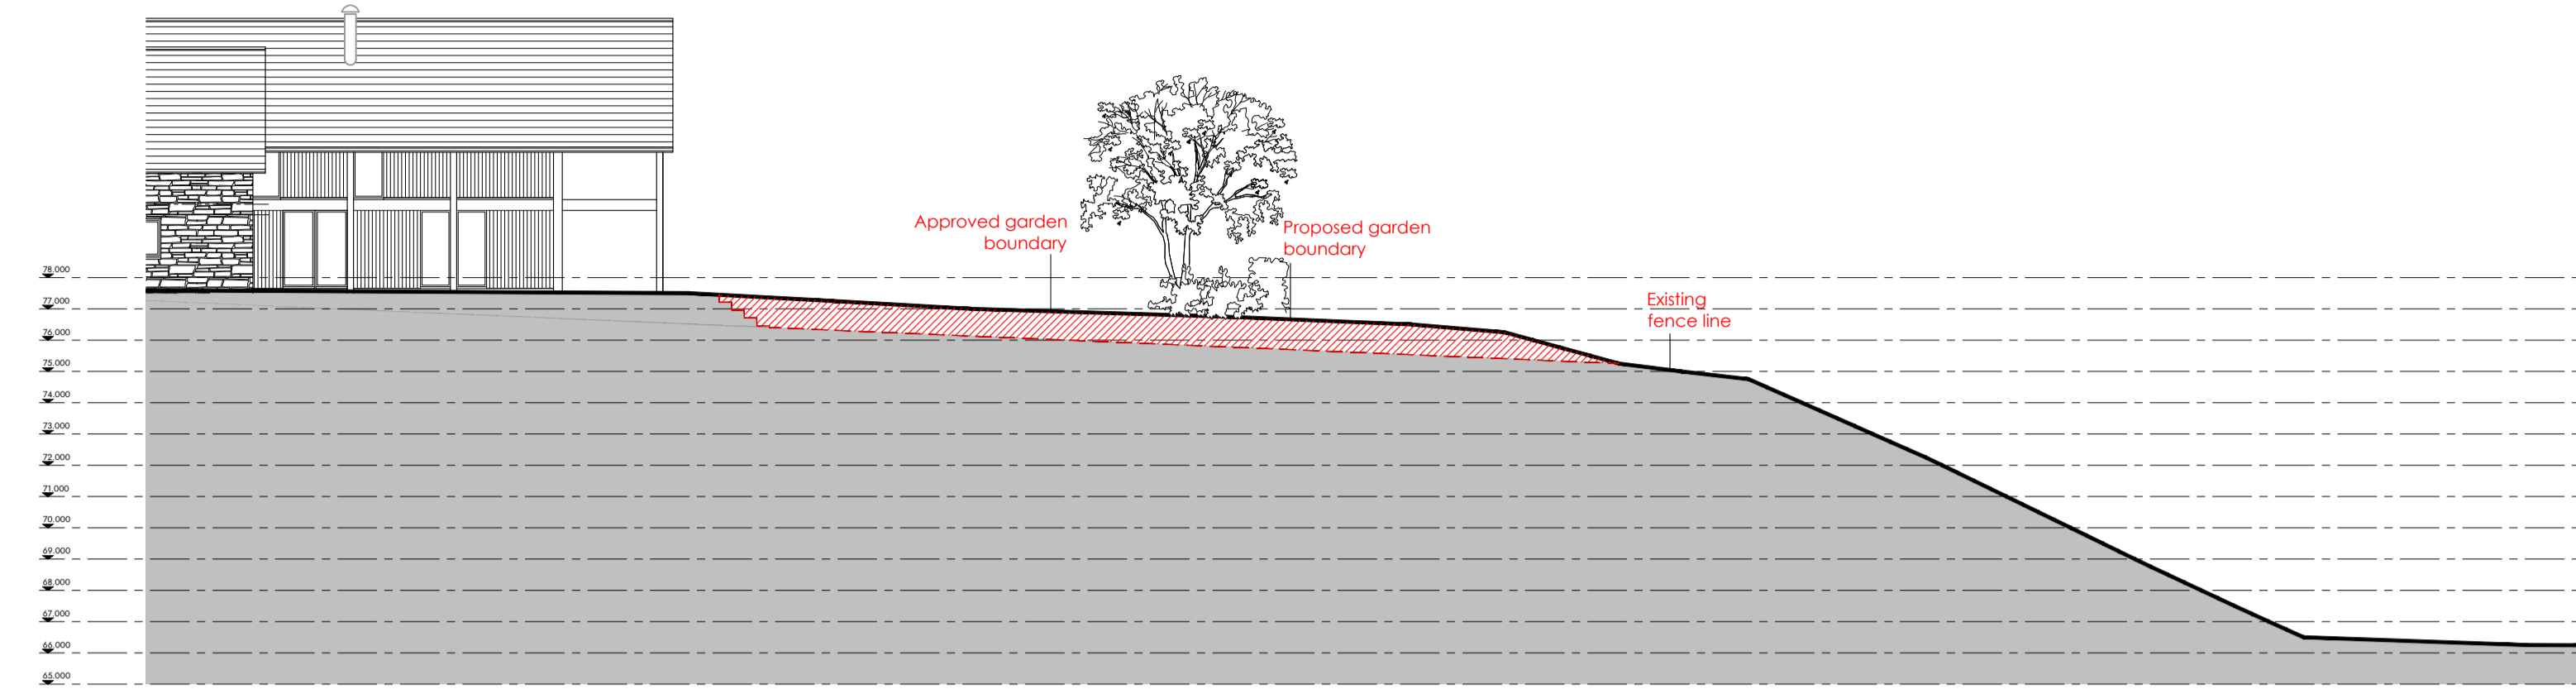 Approved garden
boundary
Proposed garden
boundary
Existing
fence line
78.000
77.000
76.000
75.000
74.000
73.000
72.000
71.000
70.000
69.000
68.000
67.000
66.000
65.000